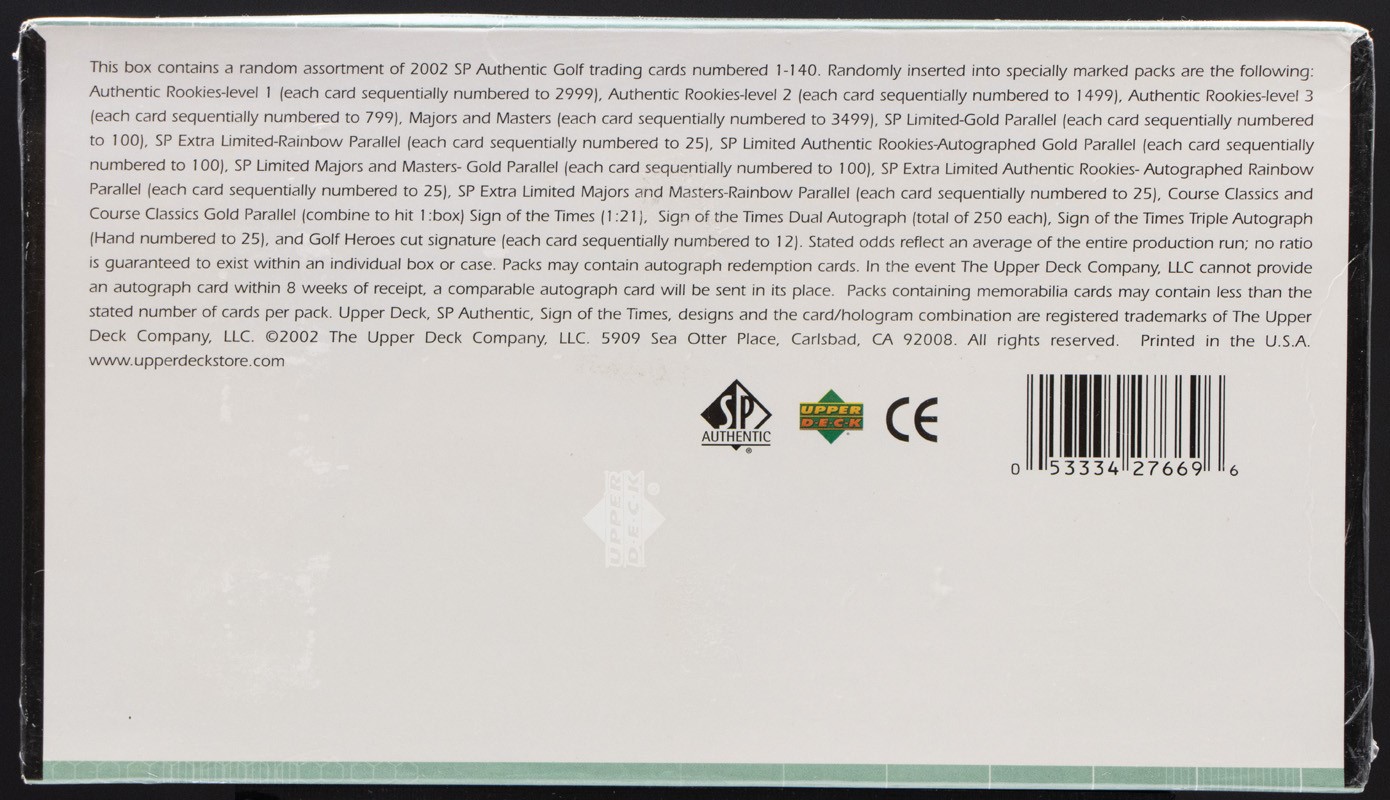 This box contains a random assortment of 2002 SP Authentic Golf trading cards numbered 1-140. Randomly inserted into specially marked packs are the following:
Authentic Rookies-level 1 (each card sequentially numbered to 2999), Authentic Rookies-level 2 (each card sequentially numbered to 1499), Authentic Rookies-level 3
(each card sequentially numbered to 799), Majors and Masters (each card sequentially numbered to 3499), SP Limited-Gold Parallel (each card sequentially numbered
to 100), SP Extra Limited-Rainbow Parallel (each card sequentially numbered to 25), SP Limited Authentic Rookies-Autographed Gold Parallel (each card sequentially
numbered to 100), SP Limited Majors and Masters- Gold Parallel (each card sequentially numbered to 100), SP Extra Limited Authentic Rookies- Autographed Rainbow
Parallel (each card sequentially numbered to 25), SP Extra Limited Majors and Masters-Rainbow Parallel (each card sequentially numbered to 25), Course Classics and
Course Classics Gold Parallel (combine to hit 1:box) Sign of the Times (1:21), Sign of the Times Dual Autograph (total of 250 each), Sign of the Times Triple Autograph
(Hand numbered to 25), and Golf Heroes cut signature (each card sequentially numbered to 12). Stated odds reflect an average of the entire production run; no ratio
is guaranteed to exist within an individual box or case. Packs may contain autograph redemption cards. In the event The Upper Deck Company, LLC cannot provide
an autograph card within 8 weeks of receipt, a comparable autograph card will be sent in its place. Packs containing memorabilia cards may contain less than the
stated number of cards per pack. Upper Deck, SP Authentic, Sign of the Times, designs and the card/hologram combination are registered trademarks of The Upper
Deck Company, LLC. ©2002 The Upper Deck Company, LLC. 5909 Sea Otter Place, Carlsbad, CA 92008. All rights reserved. Printed in the U.S.A.
www.upperdeckstore.com
SP
AUTHENTIC
®
UPPER
D·E·C·K
CE
0 53334 27669 6
UPPER
D·E·C·K
®